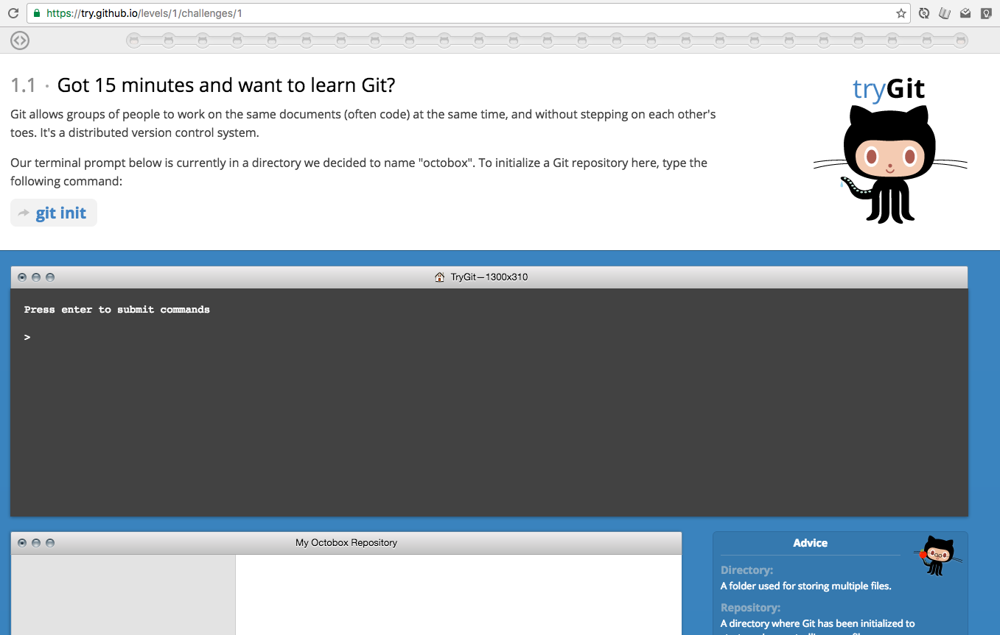 https://try.github.io/levels/1/challenges/1
1.1 · Got 15 minutes and want to learn Git?
tryGit
Git allows groups of people to work on the same documents (often code) at the same time, and without stepping on each other's
toes. It's a distributed version control system.
Our terminal prompt below is currently in a directory we decided to name "octobox". To initialize a Git repository here, type the
following command:
git init
TryGit—1300x310
Press enter to submit commands
>
My Octobox Repository
Advice
Directory:
A folder used for storing multiple files.
Repository:
A directory where Git has been initialized to